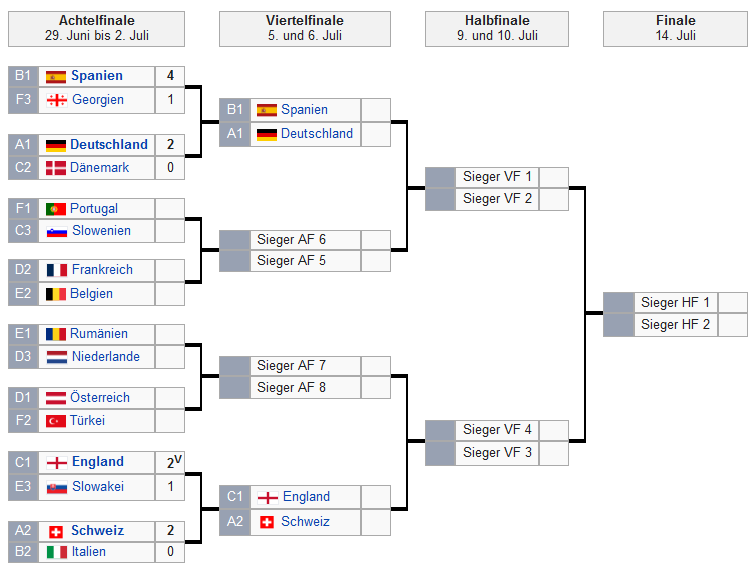 Achtelfinale
29. Juni bis 2. Juli
Viertelfinale
5. und 6. Juli
Halbfinale
9. und 10. Juli
Finale
14. Juli
B1 Spanien 4
F3 Georgien 1
A1 Deutschland 2
C2 Dänemark 0
F1 Portugal
C3 Slowenien
D2 Frankreich
E2 Belgien
E1 Rumänien
D3 Niederlande
D1 Österreich
F2 Türkei
C1 England 2V
E3 Slowakei 1
A2 Schweiz 2
B2 Italien 0
B1 Spanien
A1 Deutschland
Sieger AF 6
Sieger AF 5
Sieger AF 7
Sieger AF 8
C1 England
A2 Schweiz
Sieger VF 1
Sieger VF 2
Sieger VF 4
Sieger VF 3
Sieger HF 1
Sieger HF 2